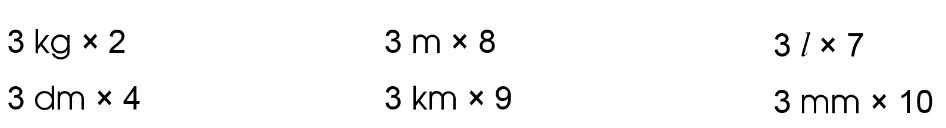 3 kg × 2 3 m × 8 3 l × 7
3 dm × 4 3 km × 9 3 mm × 10